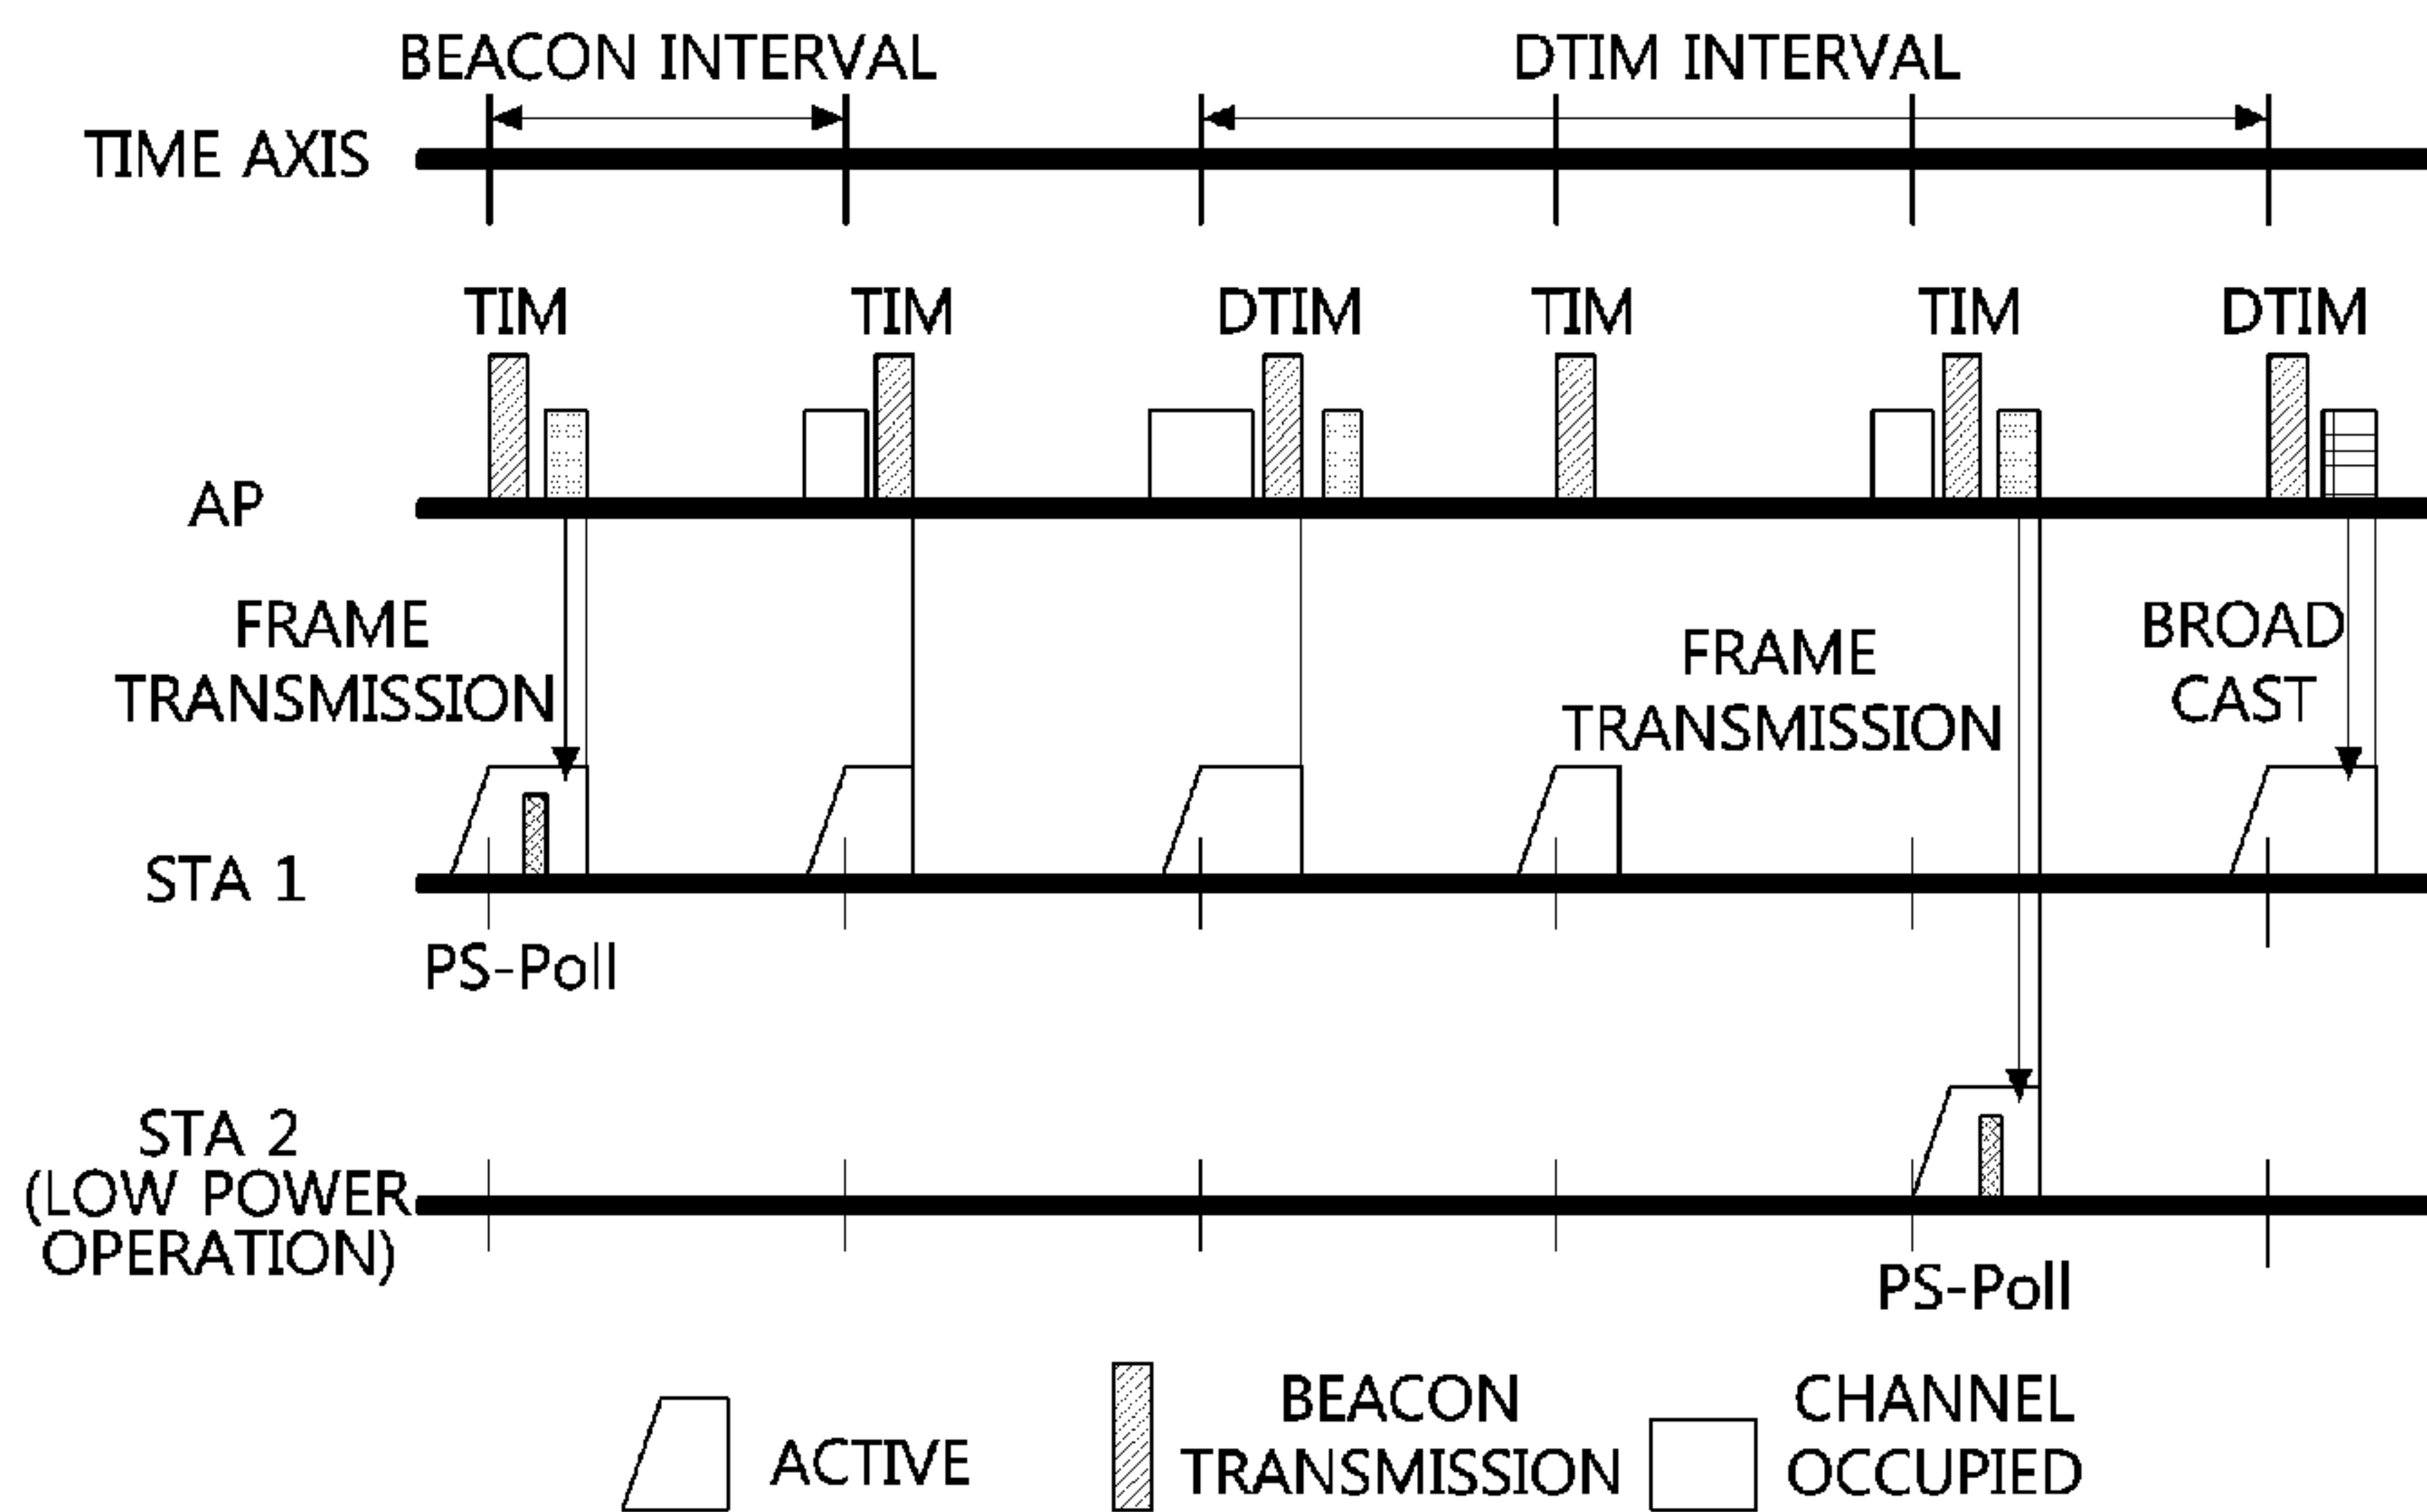 BEACON INTERVAL
DTIM INTERVAL
TIME AXIS
TIM
TIM
DTIM
TIM
TIM
DTIM
AP
FRAME
TRANSMISSION
FRAME
TRANSMISSION
BROAD
CAST
STA 1
PS-Poll
STA 2
(LOW POWER
OPERATION)
PS-Poll
ACTIVE
BEACON
TRANSMISSION
CHANNEL
OCCUPIED